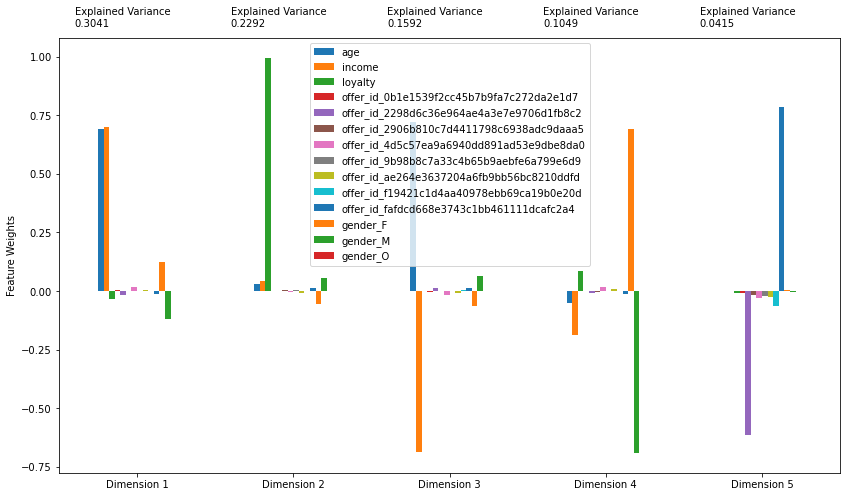 Explained Variance
0.3041
Explained Variance
0.2292
Explained Variance
0.1592
Explained Variance
0.1049
Explained Variance
0.0415
Feature Weights
1.00
0.75
0.50
0.25
0.00
−0.25
−0.50
−0.75
age
income
loyalty
offer_id_0b1e1539f2cc45b7b9fa7c272da2e1d7
offer_id_2298d6c36e964ae4a3e7e9706d1fb8c2
offer_id_2906b810c7d4411798c6938adc9daaa5
offer_id_4d5c57ea9a6940dd891ad53e9dbe8da0
offer_id_9b98b8c7a33c4b65b9aebfe6a799e6d9
offer_id_ae264e3637204a6fb9bb56bc8210ddfd
offer_id_f19421c1d4aa40978ebb69ca19b0e20d
offer_id_fafdcd668e3743c1bb461111dcafc2a4
gender_F
gender_M
gender_O
Dimension 1
Dimension 2
Dimension 3
Dimension 4
Dimension 5